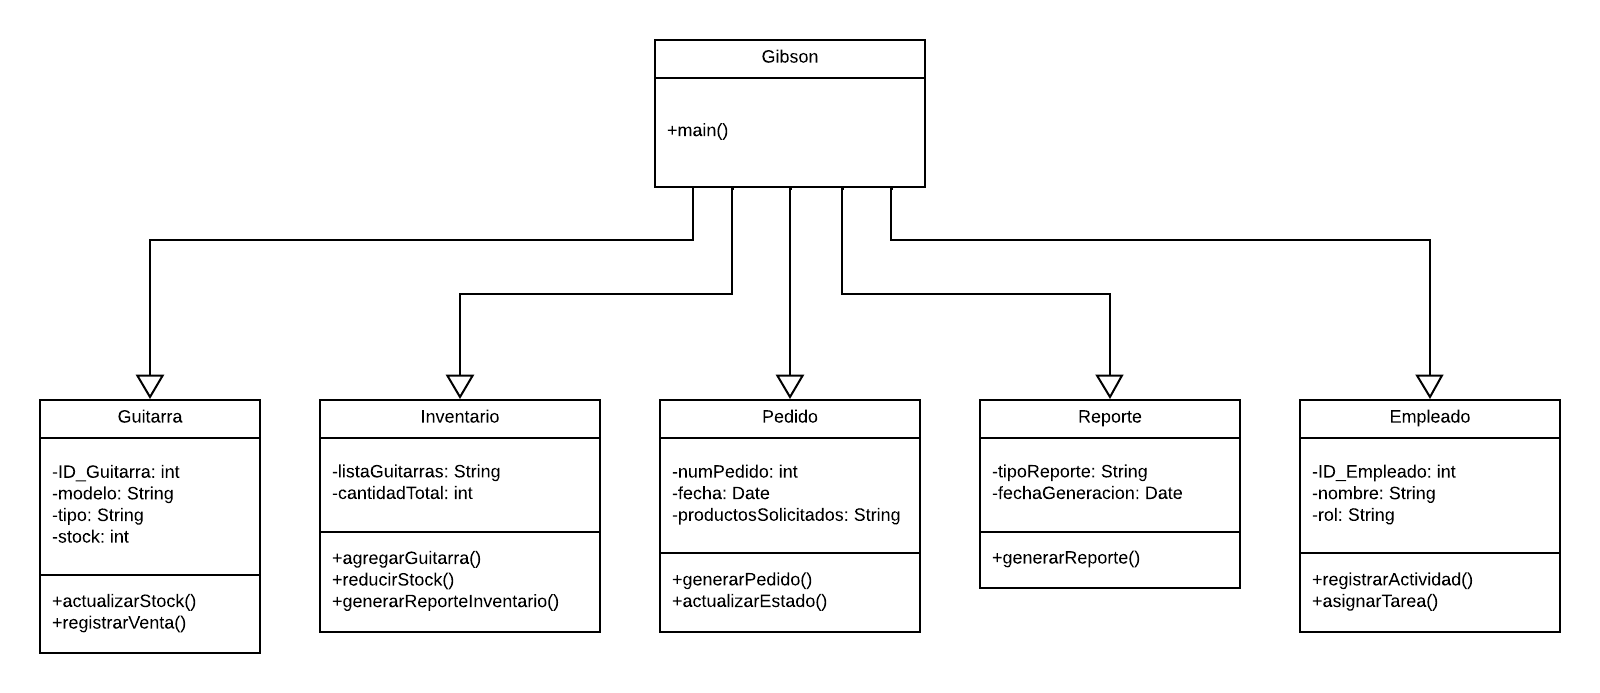 Gibson
+main()
Guitarra
-ID_Guitarra: int
-modelo: String
-tipo: String
-stock: int
+actualizarStock()
+registrarVenta()
Inventario
-listaGuitarras: String
-cantidadTotal: int
+agregarGuitarra()
+reducirStock()
+generarReporteInventario()
Pedido
-numPedido: int
-fecha: Date
-productosSolicitados: String
+generarPedido()
+actualizarEstado()
Reporte
-tipoReporte: String
-fechaGeneracion: Date
+generarReporte()
Empleado
-ID_Empleado: int
-nombre: String
-rol: String
+registrarActividad()
+asignarTarea()